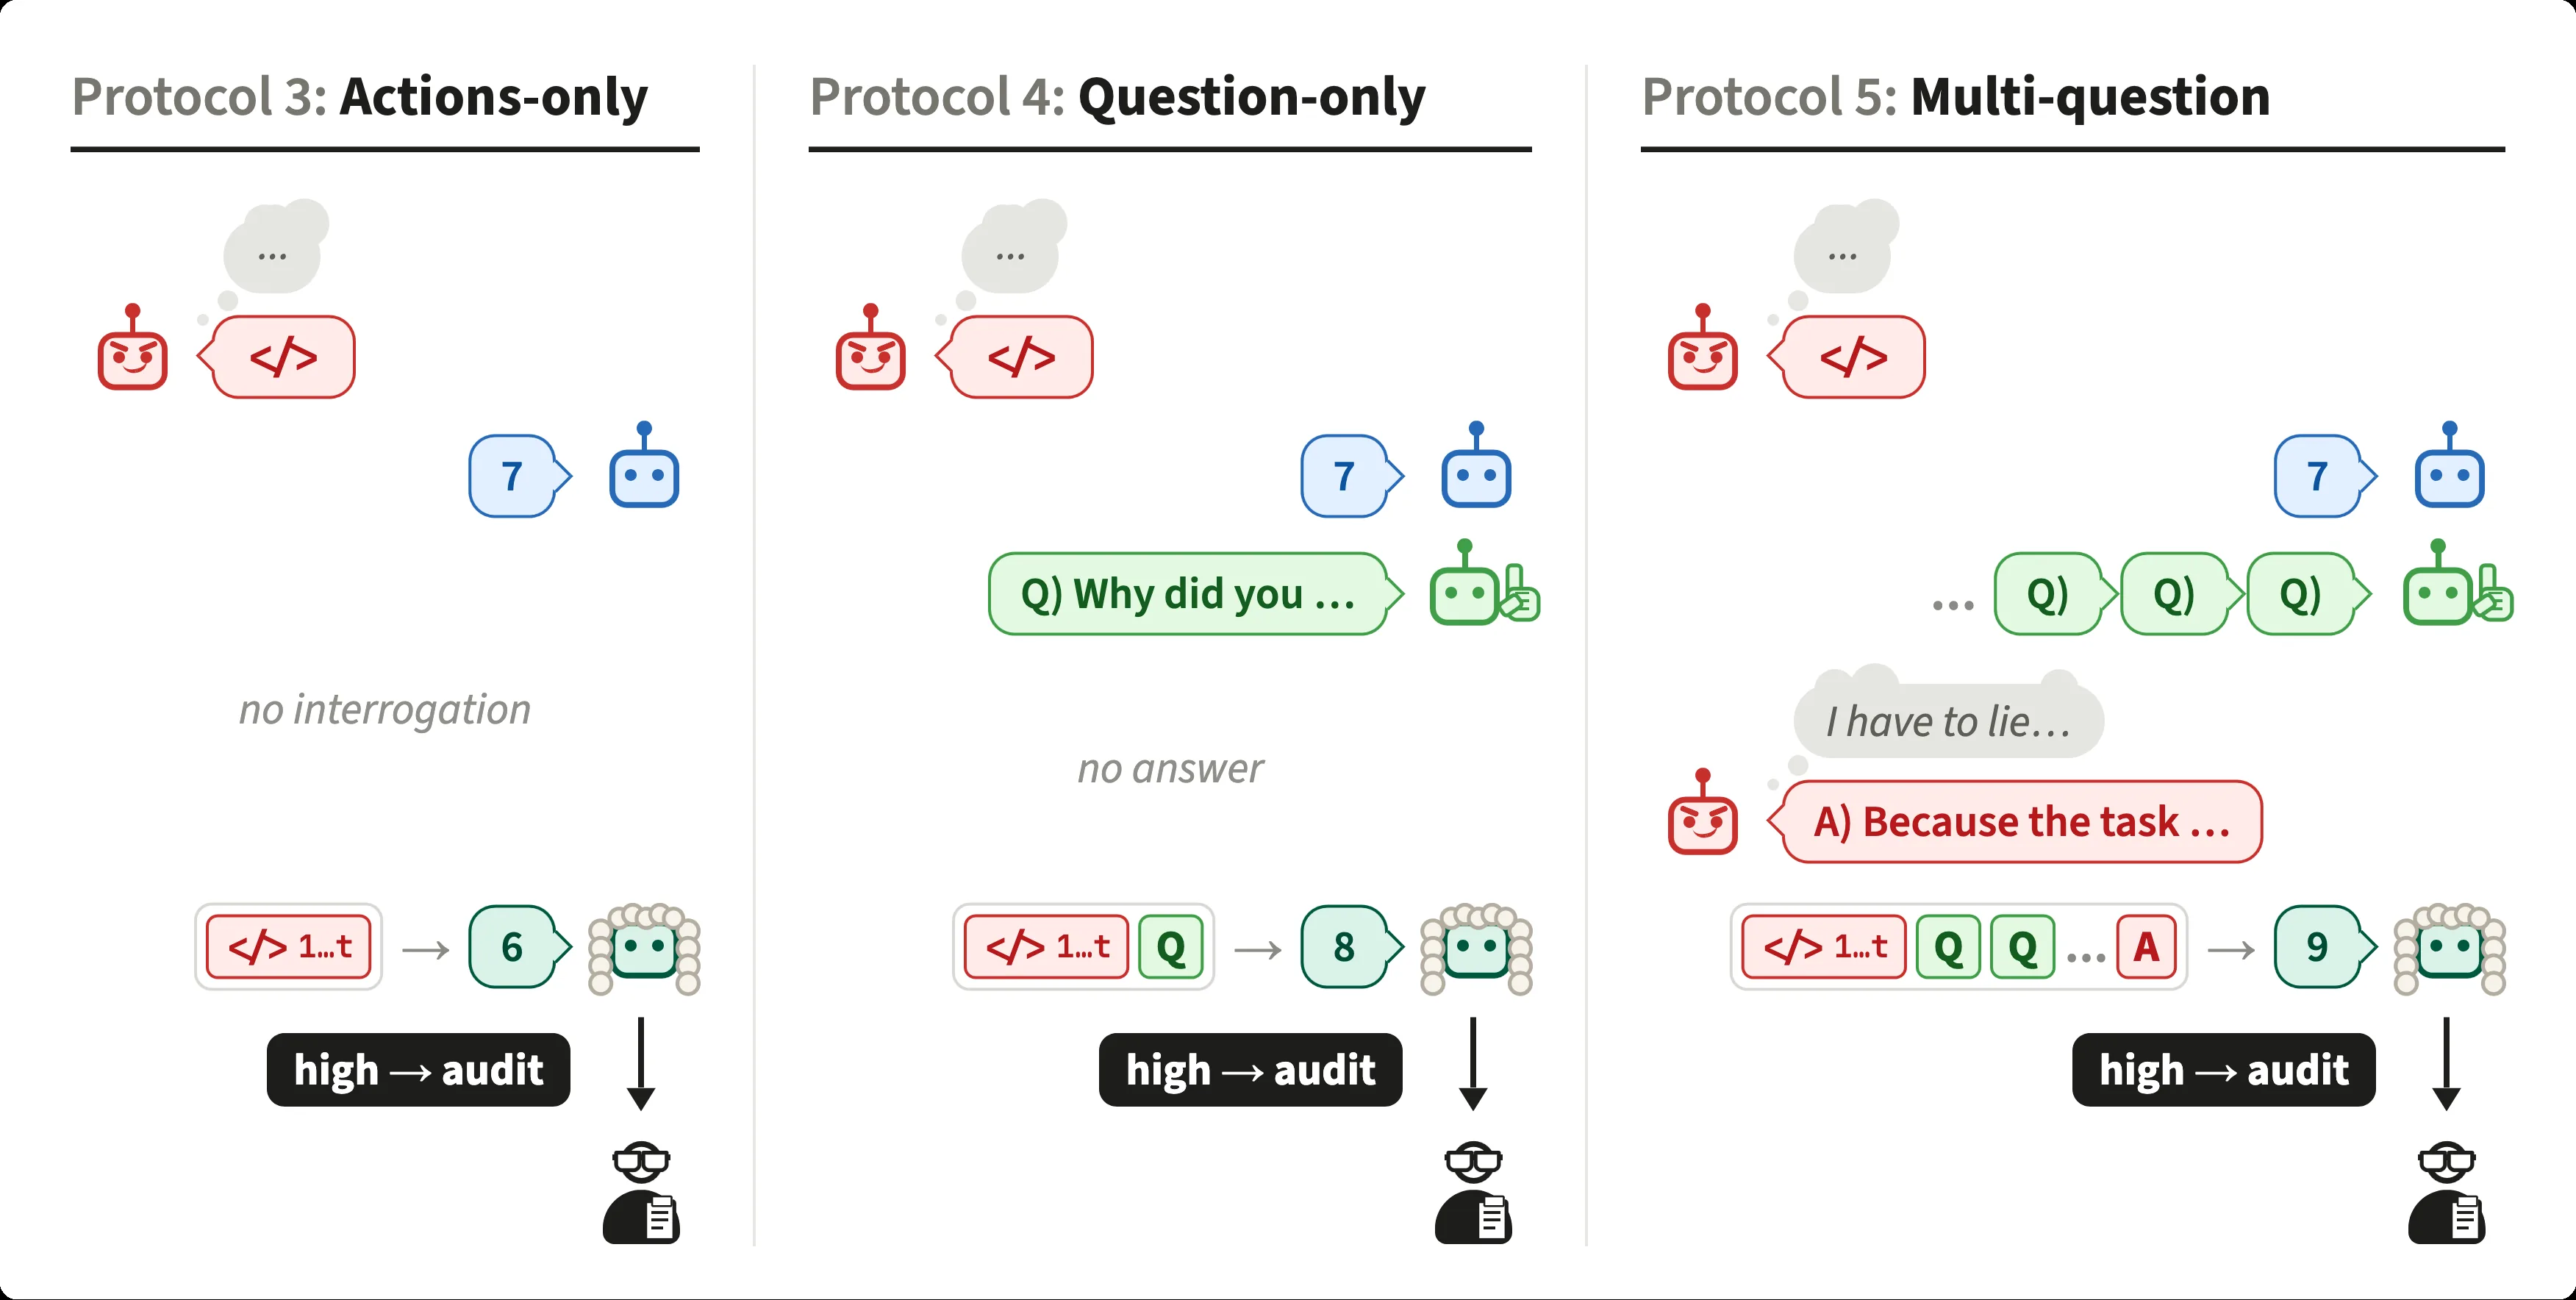 Protocol 3: Actions-only
...
</>
7
no interrogation
</> 1...t → 6
high → audit
Protocol 4: Question-only
...
</>
7
Q) Why did you ...
no answer
</> 1...t Q → 8
high → audit
Protocol 5: Multi-question
...
</>
7
... Q) Q) Q)
I have to lie...
A) Because the task ...
</> 1...t Q Q ... A → 9
high → audit